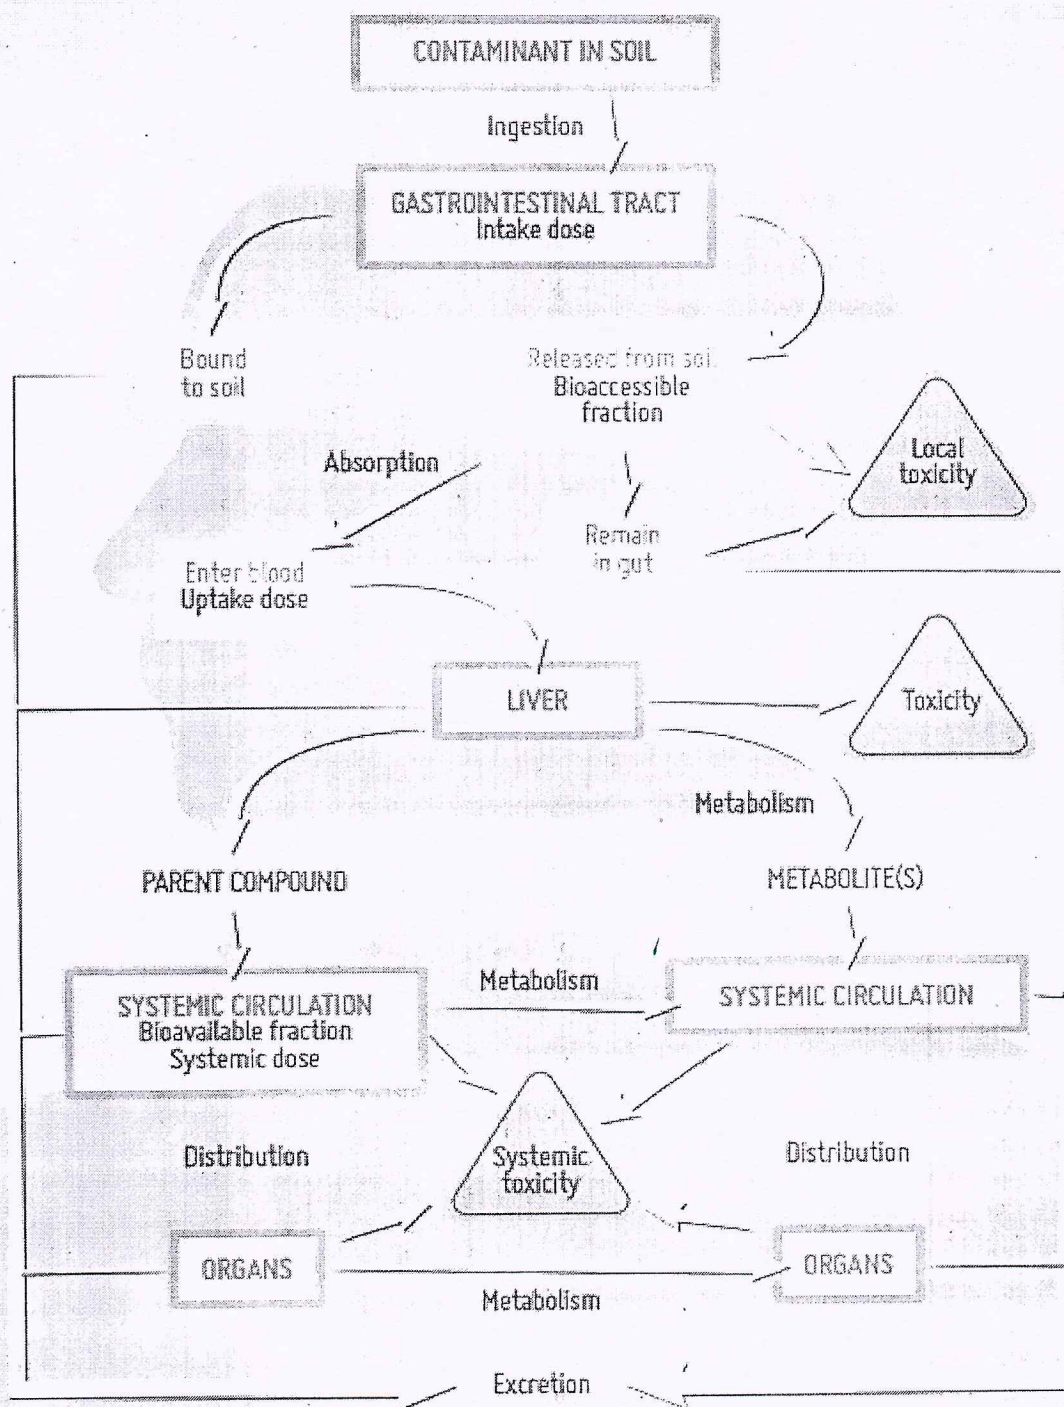 CONTAMINANT IN SOIL
Ingestion
GASTROINTESTINAL TRACT
Intake dose
Bound
to soil
Released from soil
Bioaccessible
fraction
Local
toxicity
Absorption
Remain
in gut
Enter blood
Uptake dose
LIVER
Toxicity
Metabolism
PARENT COMPOUND
METABOLITE(S)
SYSTEMIC CIRCULATION
Bioavailable fraction
Systemic dose
Metabolism
SYSTEMIC CIRCULATION
Distribution
Systemic
toxicity
Distribution
ORGANS
ORGANS
Metabolism
Excretion